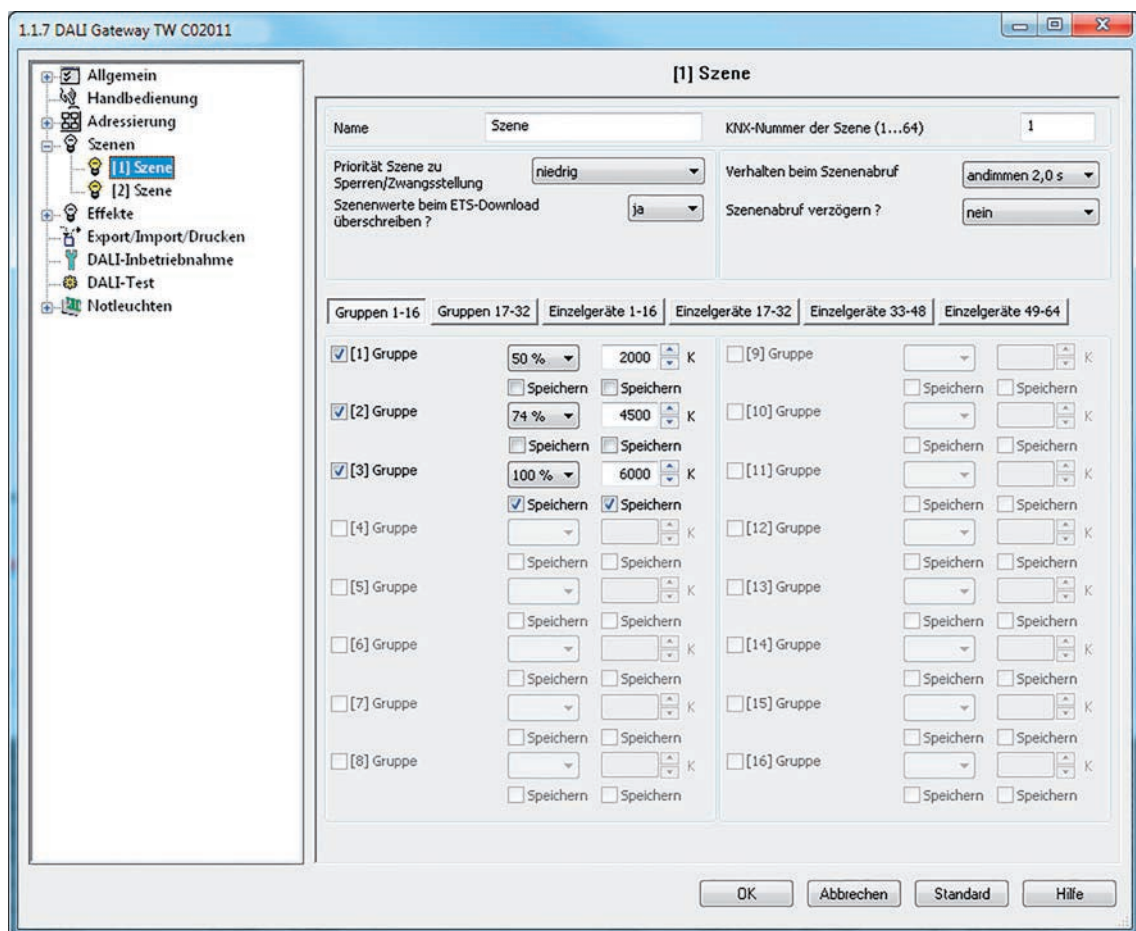 1.1.7 DALI Gateway TW C02011
Allgemein
Handbedienung
Adressierung
Szenen
[1] Szene
[2] Szene
Effekte
Export/Import/Drucken
DALI-Inbetriebnahme
DALI-Test
Notleuchten
[1] Szene
Name Szene KNX-Nummer der Szene (1...64) 1
Priorität Szene zu
Sperren/Zwangsstellung niedrig
Verhalten beim Szenenabruf andimmen 2,0 s
Szenenwerte beim ETS-Download
überschreiben ? ja
Szenenabruf verzögern ? nein
Gruppen 1-16 Gruppen 17-32 Einzelgeräte 1-16 Einzelgeräte 17-32 Einzelgeräte 33-48 Einzelgeräte 49-64
[1] Gruppe 50 % 2000 K [9] Gruppe K
Speichern Speichern Speichern Speichern
[2] Gruppe 74 % 4500 K [10] Gruppe K
Speichern Speichern Speichern Speichern
[3] Gruppe 100 % 6000 K [11] Gruppe K
Speichern Speichern Speichern Speichern
[4] Gruppe K [12] Gruppe K
Speichern Speichern Speichern Speichern
[5] Gruppe K [13] Gruppe K
Speichern Speichern Speichern Speichern
[6] Gruppe K [14] Gruppe K
Speichern Speichern Speichern Speichern
[7] Gruppe K [15] Gruppe K
Speichern Speichern Speichern Speichern
[8] Gruppe K [16] Gruppe K
Speichern Speichern Speichern Speichern
OK Abbrechen Standard Hilfe